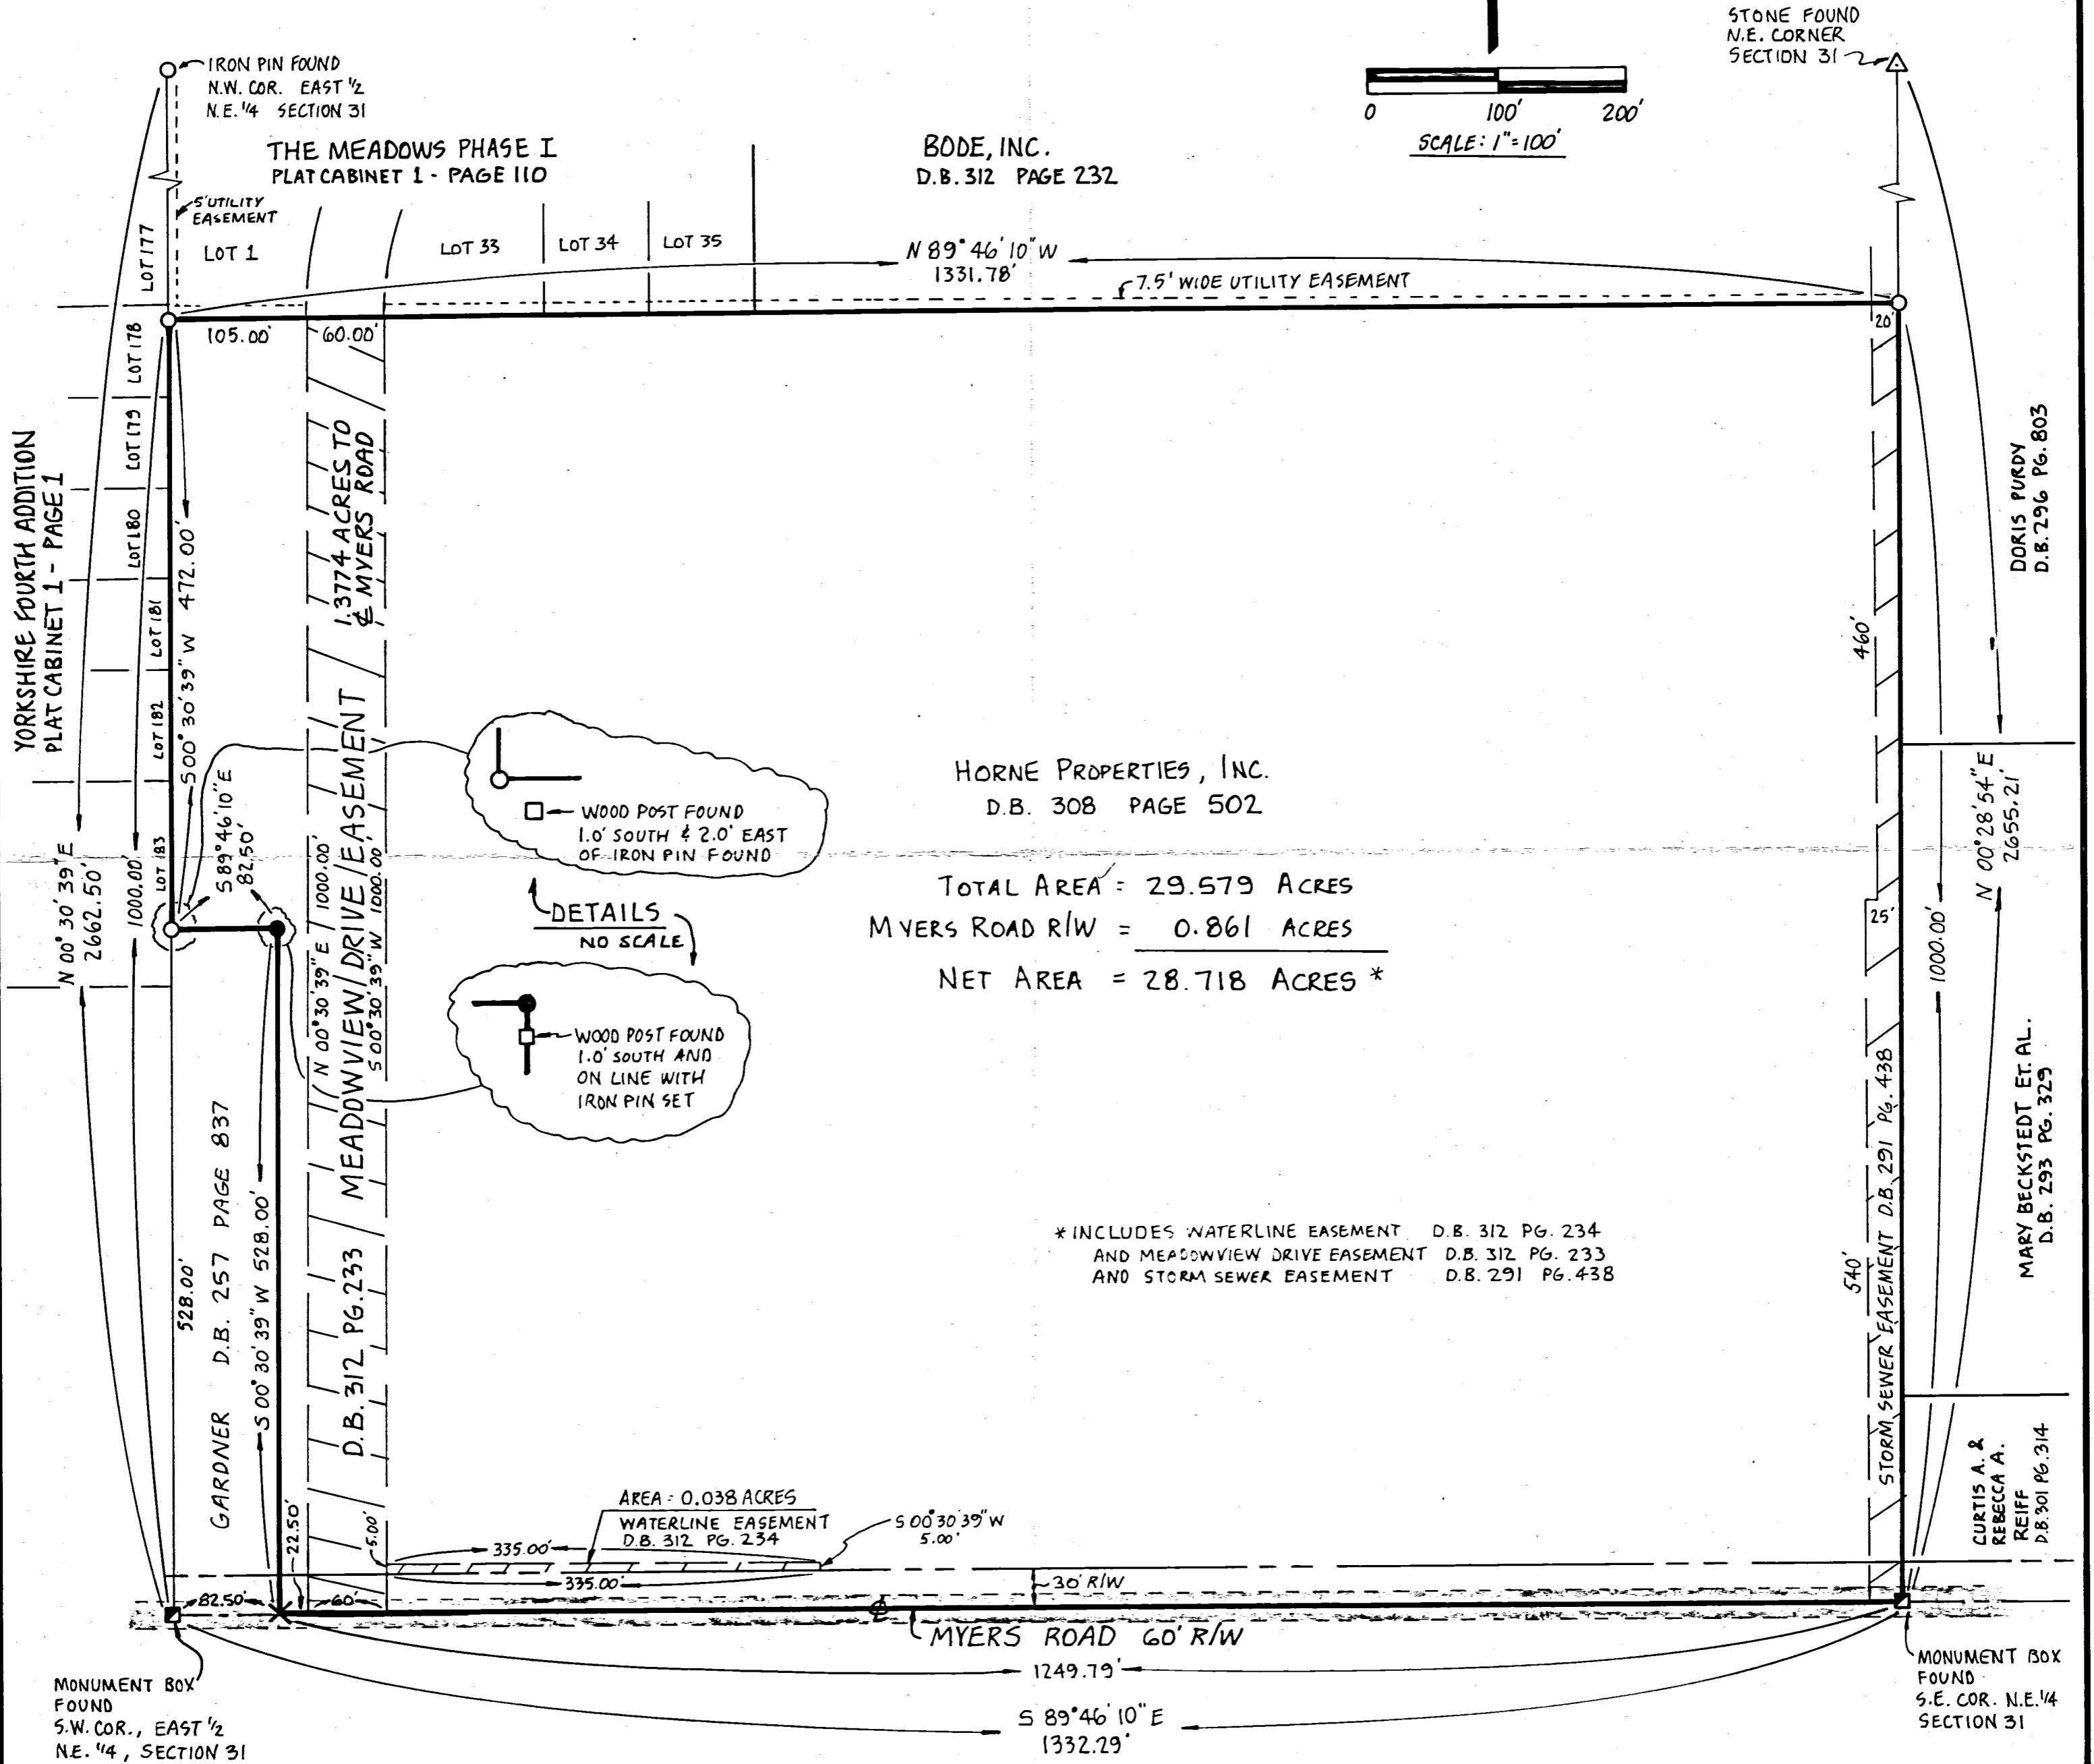 STONE FOUND
N.E. CORNER
SECTION 31
IRON PIN FOUND
N.W. COR. EAST 1/2
N.E. 1/4 SECTION 31
0 100' 200'
SCALE: 1"=100'
THE MEADOWS PHASE I
PLAT CABINET 1 - PAGE 110
BODE, INC.
D.B. 312 PAGE 232
5' UTILITY
EASEMENT
LOT 177
LOT 1
LOT 33
LOT 34
LOT 35
N 89°46'10" W
1331.78'
7.5' WIDE UTILITY EASEMENT
105.00'
60.00'
20'
LOT 178
LOT 179
LOT 180
LOT 181
LOT 182
LOT 183
YORKSHIRE FOURTH ADDITION
PLAT CABINET 1 - PAGE 1
N 00°30'39" E
2662.50'
1000.00'
S 00°30'39" W 472.00'
S 89°46'10" E
82.50'
1.3774 ACRES TO
℄ MYERS ROAD
MEADOWVIEW DRIVE EASEMENT
N 00°30'39" E 1000.00'
S 00°30'39" W 1000.00'
D.B. 312 PG. 233
WOOD POST FOUND
1.0' SOUTH & 2.0' EAST
OF IRON PIN FOUND
DETAILS
NO SCALE
WOOD POST FOUND
1.0' SOUTH AND
ON LINE WITH
IRON PIN SET
HORNE PROPERTIES, INC.
D.B. 308 PAGE 502
TOTAL AREA = 29.579 ACRES
MYERS ROAD R/W = 0.861 ACRES
NET AREA = 28.718 ACRES *
* INCLUDES WATERLINE EASEMENT D.B. 312 PG. 234
AND MEADOWVIEW DRIVE EASEMENT D.B. 312 PG. 233
AND STORM SEWER EASEMENT D.B. 291 PG. 438
460'
25'
540'
STORM SEWER EASEMENT D.B. 291 PG. 438
1000.00'
N 00°28'54" E
2655.21'
DORIS PURDY
D.B. 296 PG. 803
MARY BECKSTEDT ET. AL.
D.B. 293 PG. 329
CURTIS A. &
REBECCA A.
REIFF
D.B. 301 PG. 314
528.00'
GARDNER D.B. 257 PAGE 837
S 00°30'39" W 528.00'
22.50'
5.00'
AREA = 0.038 ACRES
WATERLINE EASEMENT
D.B. 312 PG. 234
335.00'
335.00'
S 00°30'39" W
5.00'
30' R/W
82.50'
60'
℄
MYERS ROAD 60' R/W
1249.79'
S 89°46'10" E
1332.29'
MONUMENT BOX
FOUND
S.W. COR., EAST 1/2
N.E. 1/4, SECTION 31
MONUMENT BOX
FOUND
S.E. COR. N.E. 1/4
SECTION 31